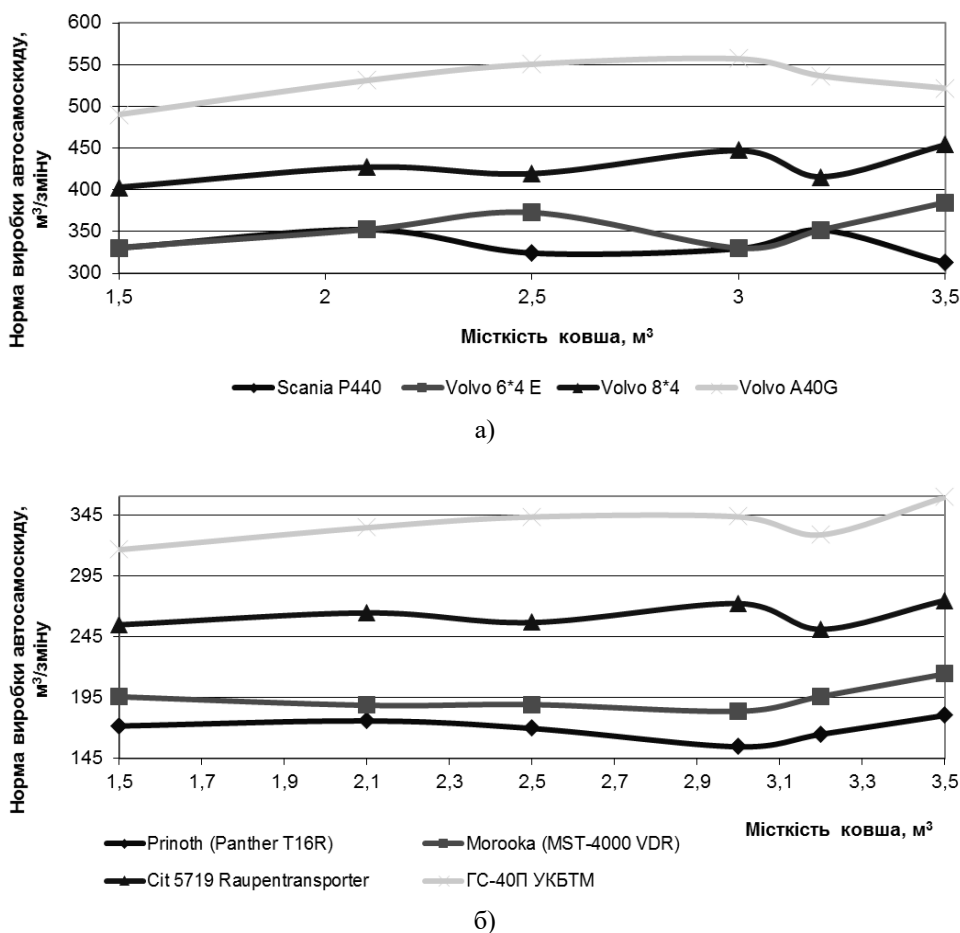 600
550
500
450
400
350
300
Норма виробки автосамоскиду,
м³/зміну
1,5 2 2,5 3 3,5
Місткість ковша, м³
Scania P440 Volvo 6*4 E Volvo 8*4 Volvo A40G
а)
345
295
245
195
145
Норма виробки автосамоскиду,
м³/зміну
1,5 1,7 1,9 2,1 2,3 2,5 2,7 2,9 3,1 3,3 3,5
Місткість ковша, м³
Prinoth (Panther T16R) Morooka (MST-4000 VDR)
Cit 5719 Raupentransporter ГС-40П УКБТМ
б)